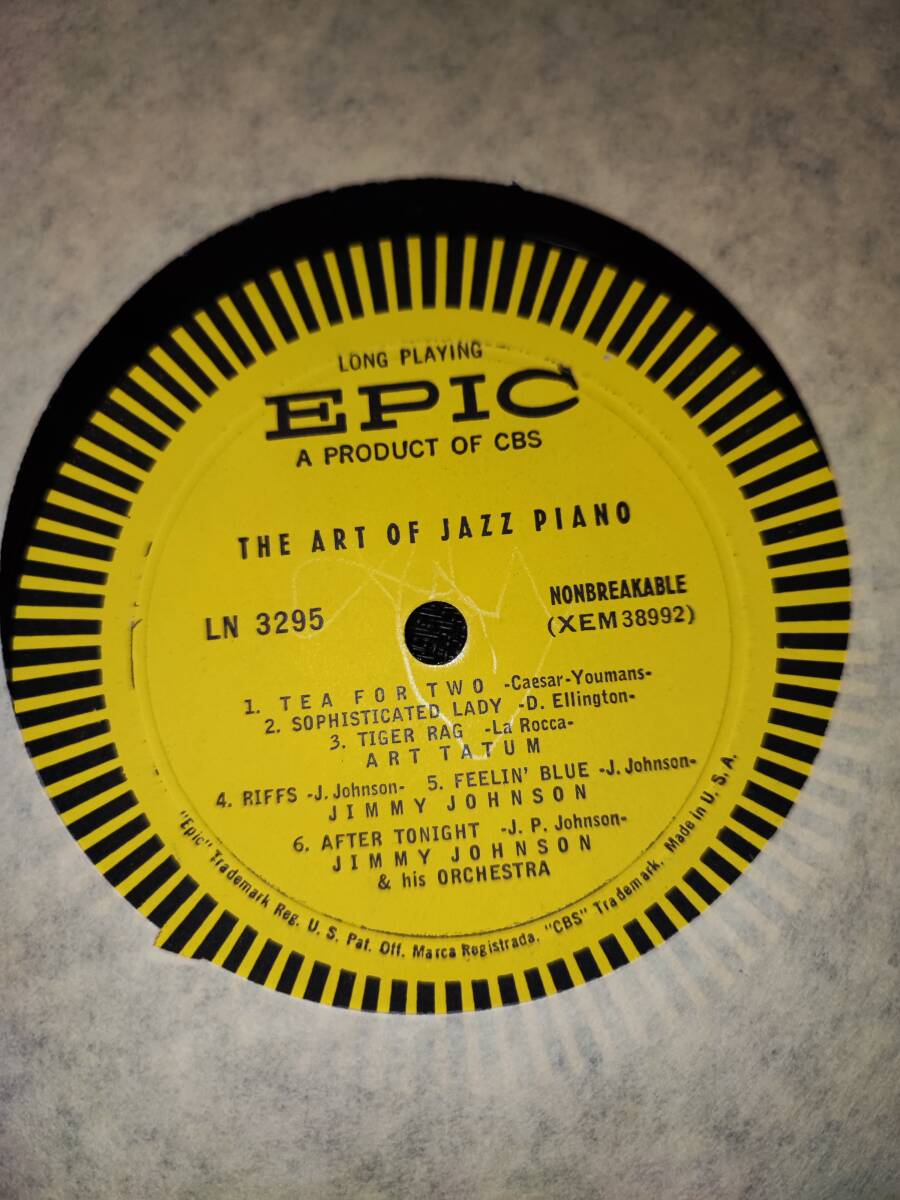 LONG PLAYING
EPIC
A PRODUCT OF CBS
THE ART OF JAZZ PIANO
LN 3295
NONBREAKABLE
(XEM38992)
1. TEA FOR TWO -Caesar-Youmans-
2. SOPHISTICATED LADY -D. Ellington-
3. TIGER RAG -La Rocca-
ART TATUM
4. RIFFS -J. Johnson- 5. FEELIN' BLUE -J. Johnson-
JIMMY JOHNSON
6. AFTER TONIGHT -J. P. Johnson-
JIMMY JOHNSON
& his ORCHESTRA
"Epic" Trademark Reg. U. S. Pat. Off. Marca Registrada. "CBS" Trademark. Made in U. S. A.